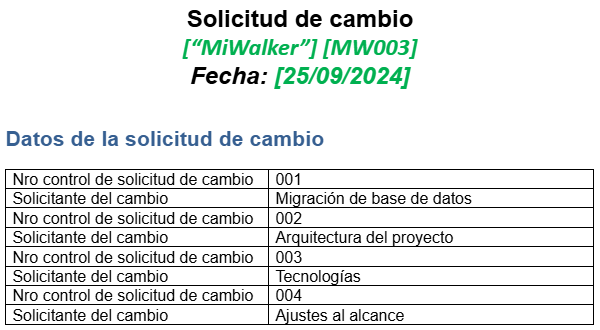 Solicitud de cambio
[“MiWalker”] [MW003]
Fecha: [25/09/2024]
Datos de la solicitud de cambio
Nro control de solicitud de cambio 001
Solicitante del cambio Migración de base de datos
Nro control de solicitud de cambio 002
Solicitante del cambio Arquitectura del proyecto
Nro control de solicitud de cambio 003
Solicitante del cambio Tecnologías
Nro control de solicitud de cambio 004
Solicitante del cambio Ajustes al alcance